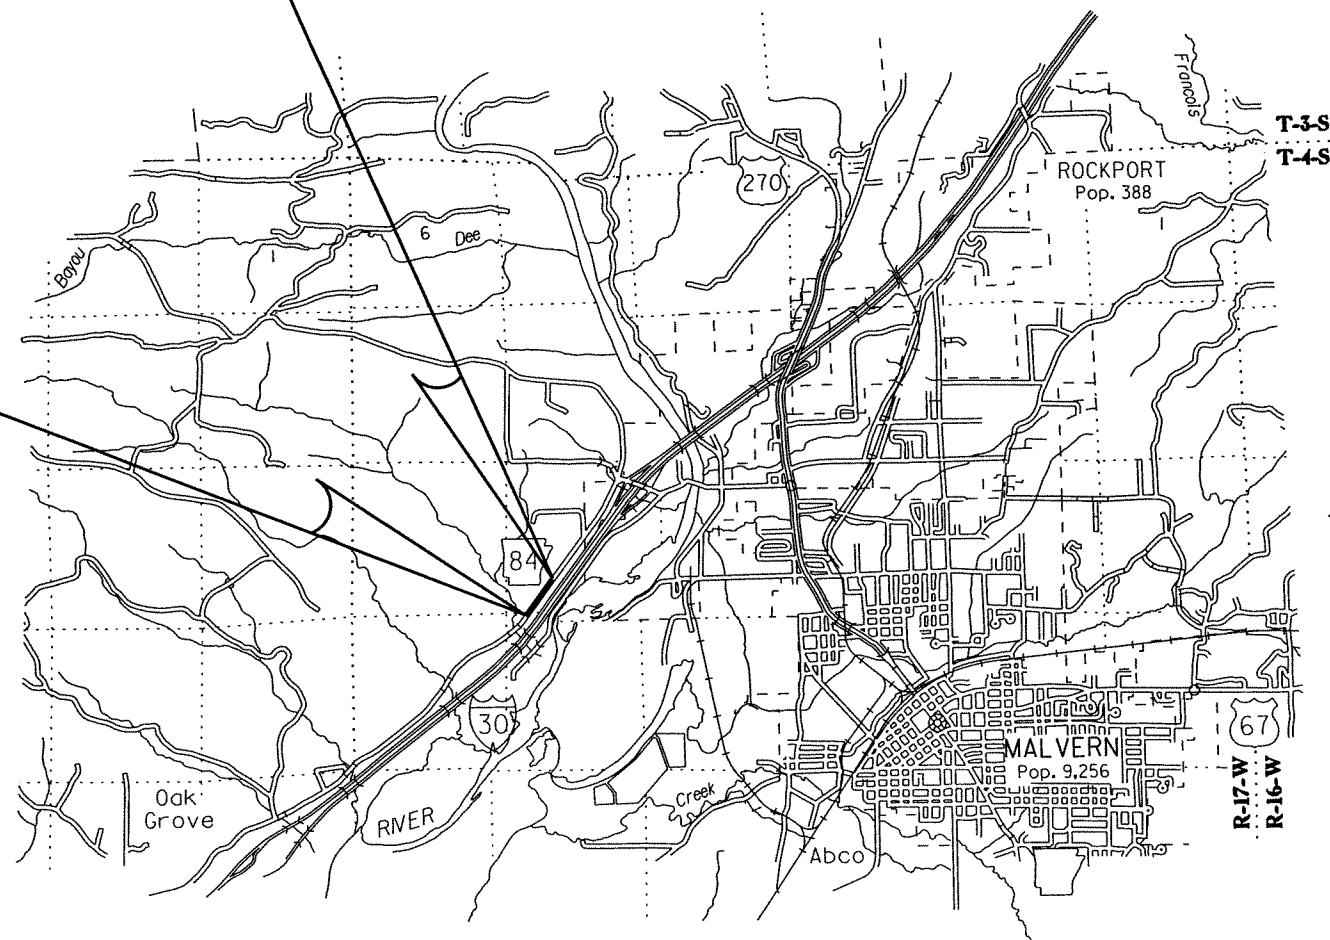 Francois
T-3-S
T-4-S
ROCKPORT
Pop. 388
270
6 Dee
Bayou
84
30
67
MALVERN
Pop. 9,256
R-17-W
R-16-W
Oak
Grove
RIVER
Creek
Abco